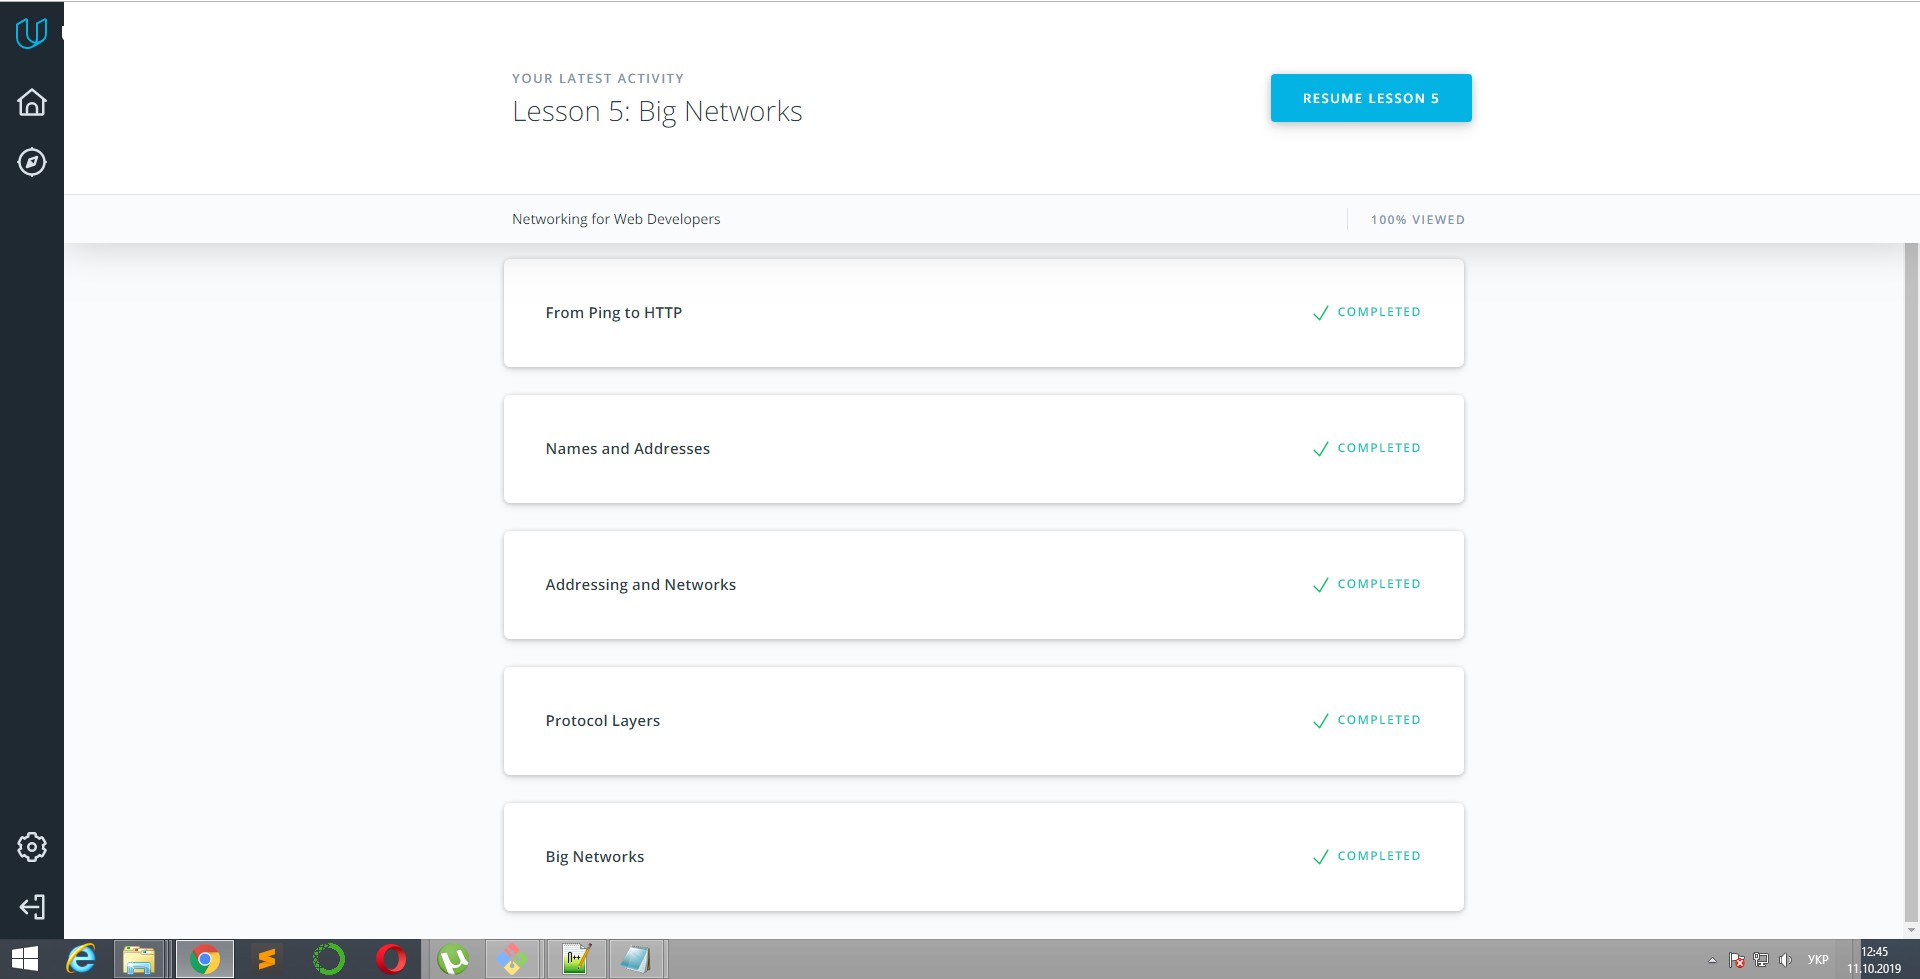 YOUR LATEST ACTIVITY
Lesson 5: Big Networks
RESUME LESSON 5
Networking for Web Developers
100% VIEWED
From Ping to HTTP
COMPLETED
Names and Addresses
COMPLETED
Addressing and Networks
COMPLETED
Protocol Layers
COMPLETED
Big Networks
COMPLETED
УКР
12:45
11.10.2019